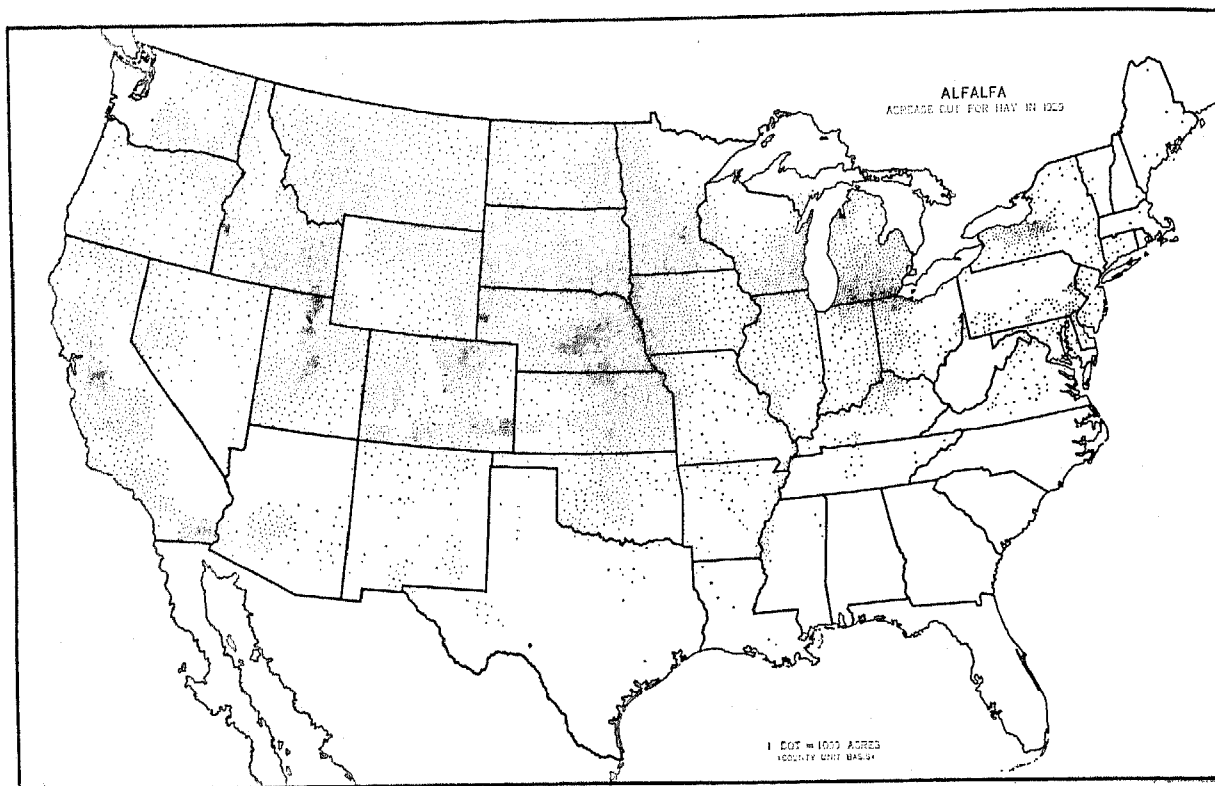 ALFALFA
ACREAGE CUT FOR HAY IN
1 DOT = 1000 ACRES
(COUNTY UNIT BASIS)